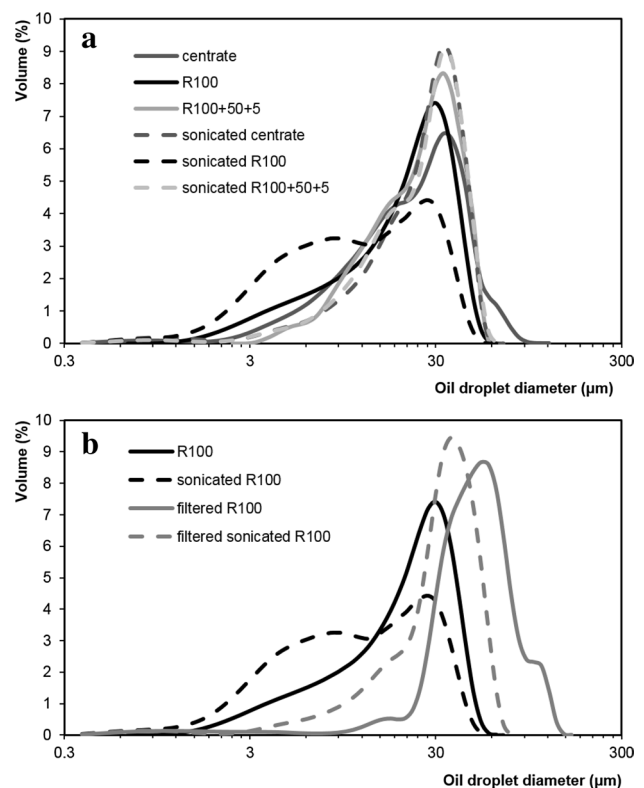 Volume (%)
10
9
8
7
6
5
4
3
2
1
0
a
centrate
R100
R100+50+5
sonicated centrate
sonicated R100
sonicated R100+50+5
0.3
3
30
300
Oil droplet diameter (µm)
Volume (%)
10
9
8
7
6
5
4
3
2
1
0
b
R100
sonicated R100
filtered R100
filtered sonicated R100
0.3
3
30
300
Oil droplet diameter (µm)